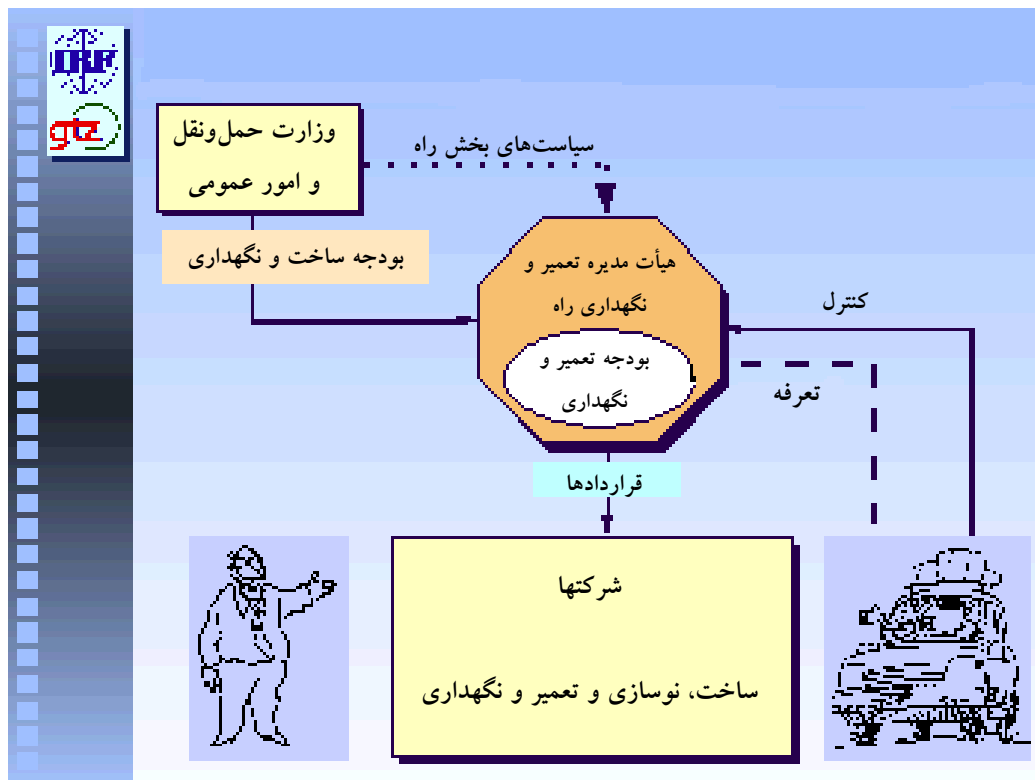 IRF
gtz
وزارت حمل‌ونقل
و امور عمومی
سیاست‌های بخش راه
بودجه ساخت و نگهداری
هیأت مدیره تعمیر و
نگهداری راه
بودجه تعمیر و
نگهداری
کنترل
تعرفه
قراردادها
شرکتها
ساخت، نوسازی و تعمیر و نگهداری